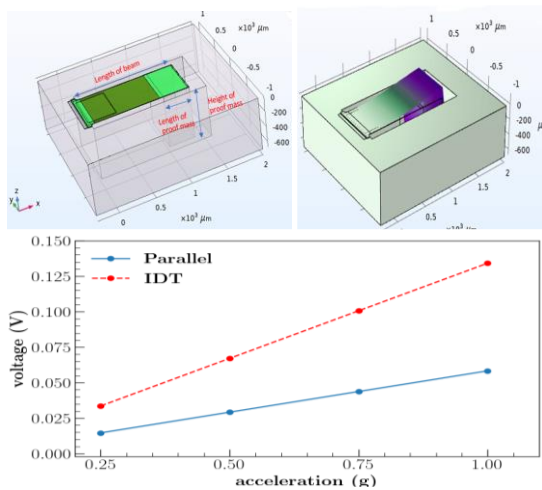 1
×10³ μm
0.5
0
-0.5
-1
0
-200
-400
-600
Length of beam
Height of
proof mass
Length of
proof mass
z
y
x
0
0.5
1
1.5
2
×10³ μm
1
×10³ μm
0.5
0
-0.5
-1
0
-200
-400
-600
0
0.5
1
1.5
2
×10³ μm
0.150
0.125
0.100
0.075
0.050
0.025
0.000
voltage (V)
Parallel
IDT
0.25
0.50
0.75
1.00
acceleration (g)